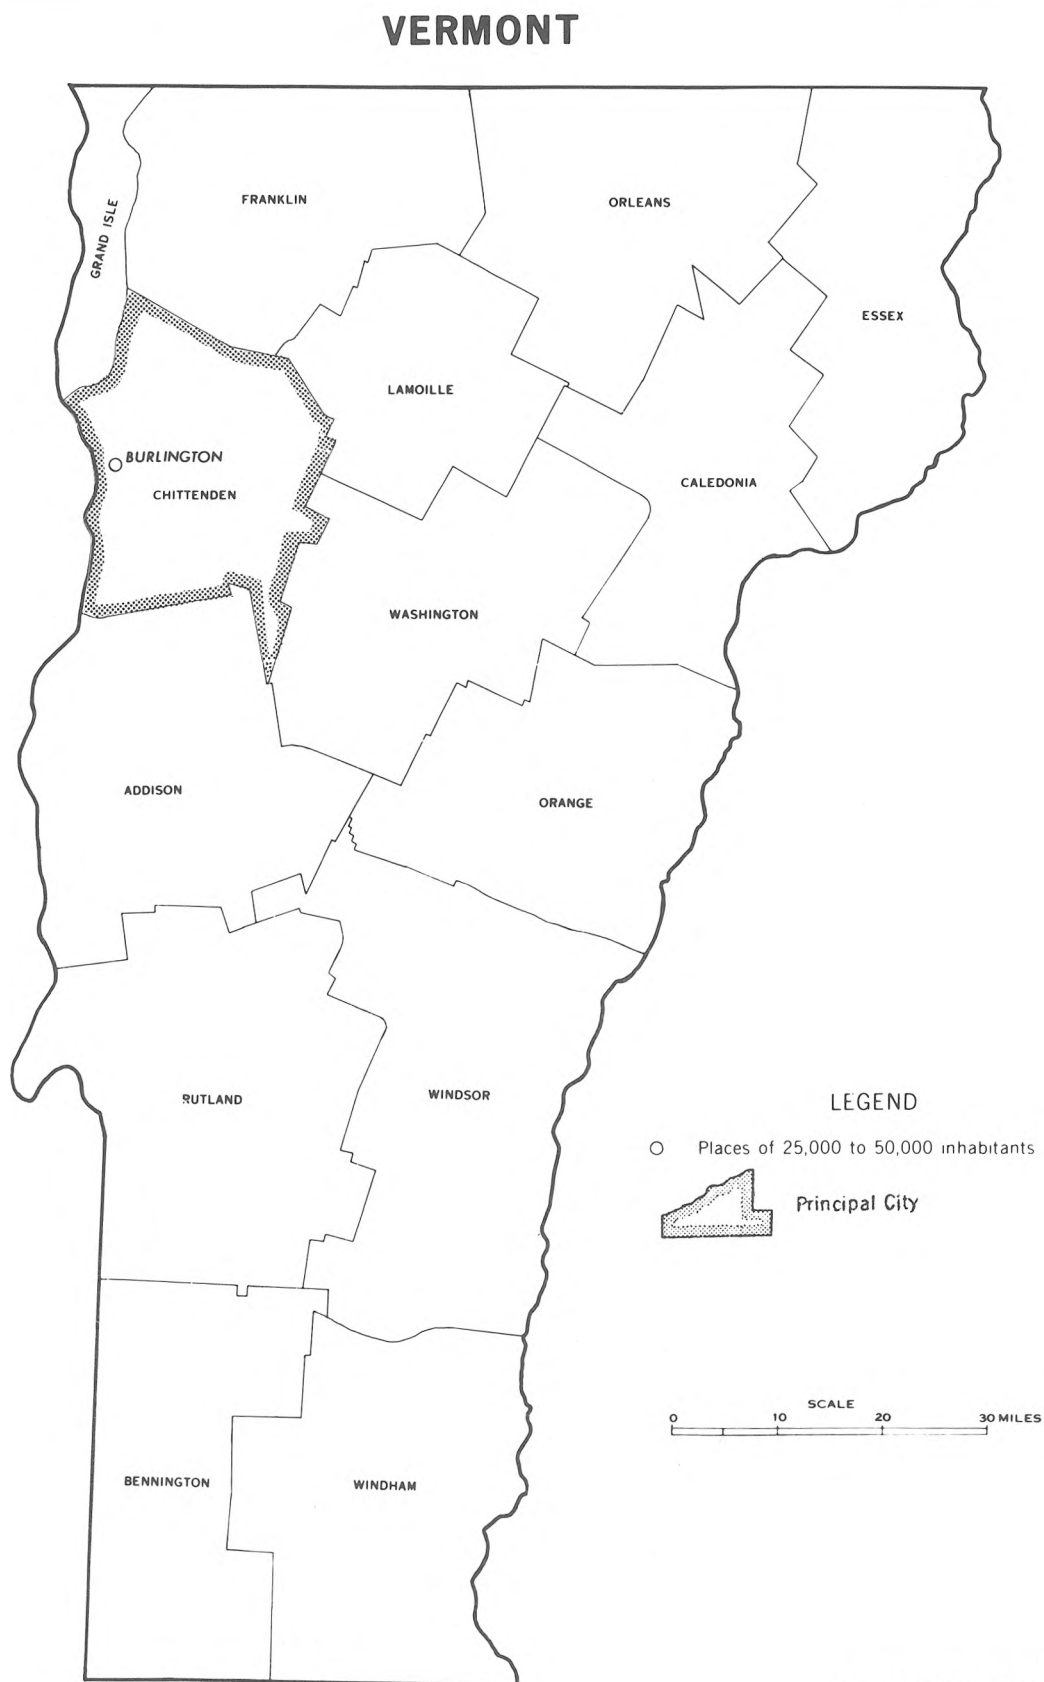 VERMONT
FRANKLIN
ORLEANS
GRAND ISLE
ESSEX
LAMOILLE
BURLINGTON
CHITTENDEN
CALEDONIA
WASHINGTON
ADDISON
ORANGE
RUTLAND
WINDSOR
LEGEND
Places of 25,000 to 50,000 inhabitants
Principal City
SCALE
0 10 20 30 MILES
BENNINGTON
WINDHAM